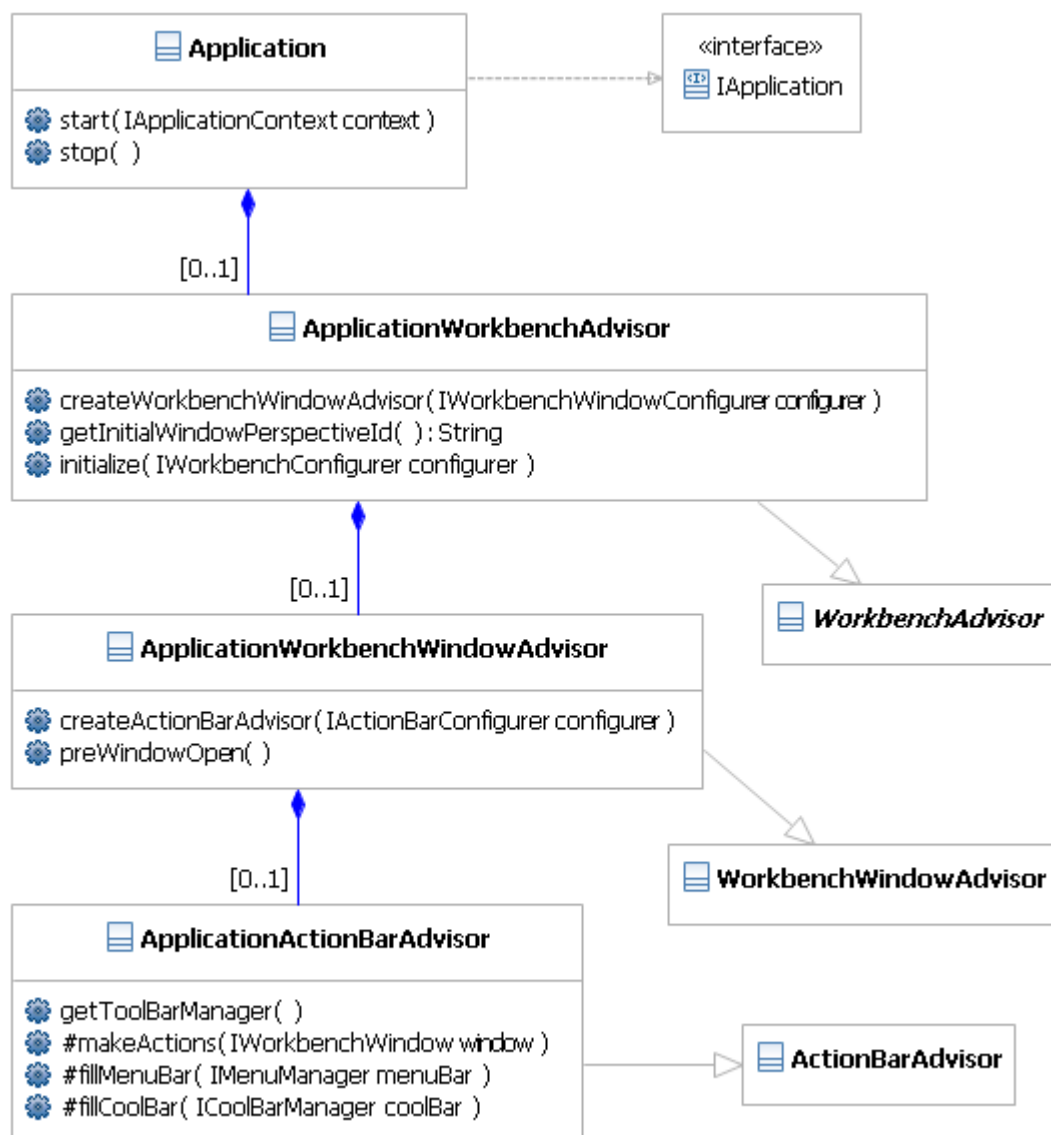 Application
start(IApplicationContext context)
stop( )
«interface»
IApplication
[0..1]
ApplicationWorkbenchAdvisor
createWorkbenchWindowAdvisor(IWorkbenchWindowConfigurer configurer)
getInitialWindowPerspectiveId( ):String
initialize(IWorkbenchConfigurer configurer)
[0..1]
WorkbenchAdvisor
ApplicationWorkbenchWindowAdvisor
createActionBarAdvisor(IActionBarConfigurer configurer)
preWindowOpen( )
[0..1]
WorkbenchWindowAdvisor
ApplicationActionBarAdvisor
getToolBarManager( )
#makeActions(IWorkbenchWindow window)
#fillMenuBar( IMenuManager menuBar )
#fillCoolBar( ICoolBarManager coolBar )
ActionBarAdvisor